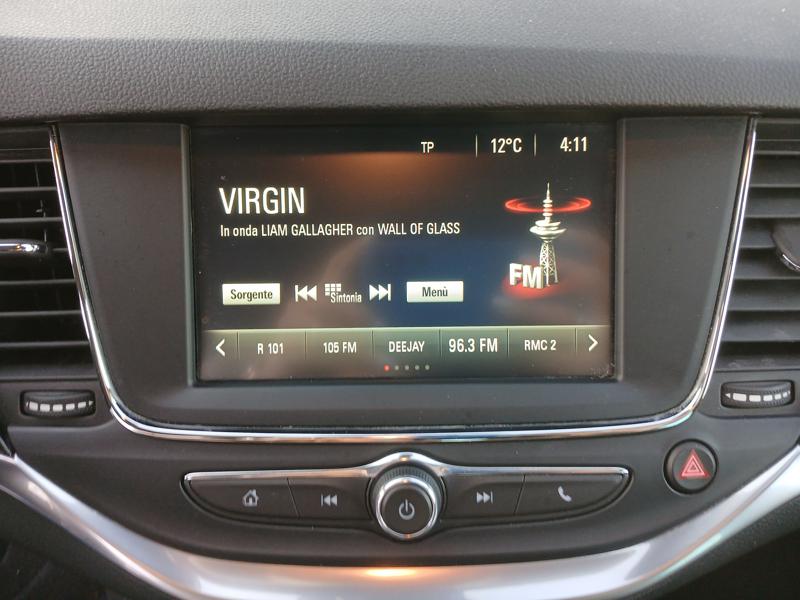 TP 12°C 4:11
VIRGIN
In onda LIAM GALLAGHER con WALL OF GLASS
FM
Sorgente Sintonia Menù
R 101 105 FM DEEJAY 96.3 FM RMC 2